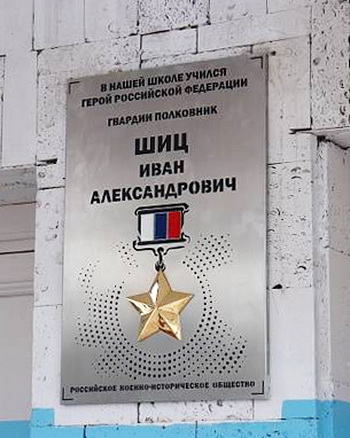 В НАШЕЙ ШКОЛЕ УЧИЛСЯ
ГЕРОЙ РОССИЙСКОЙ ФЕДЕРАЦИИ
ГВАРДИИ ПОЛКОВНИК
ШИЦ
ИВАН
АЛЕКСАНДРОВИЧ
РОССИЙСКОЕ ВОЕННО-ИСТОРИЧЕСКОЕ ОБЩЕСТВО